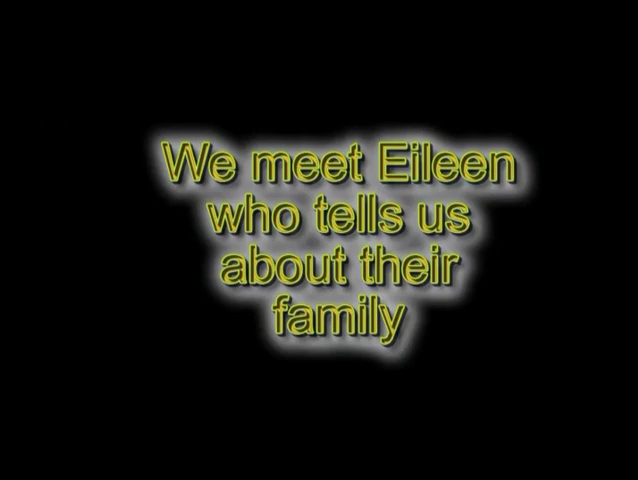 We meet Eileen
who tells us
about their
family